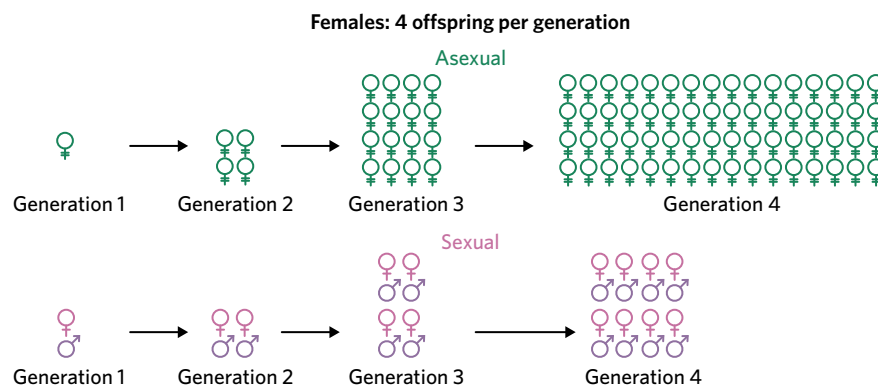 Females: 4 offspring per generation
Asexual
Generation 1
Generation 2
Generation 3
Generation 4
Sexual
Generation 1
Generation 2
Generation 3
Generation 4